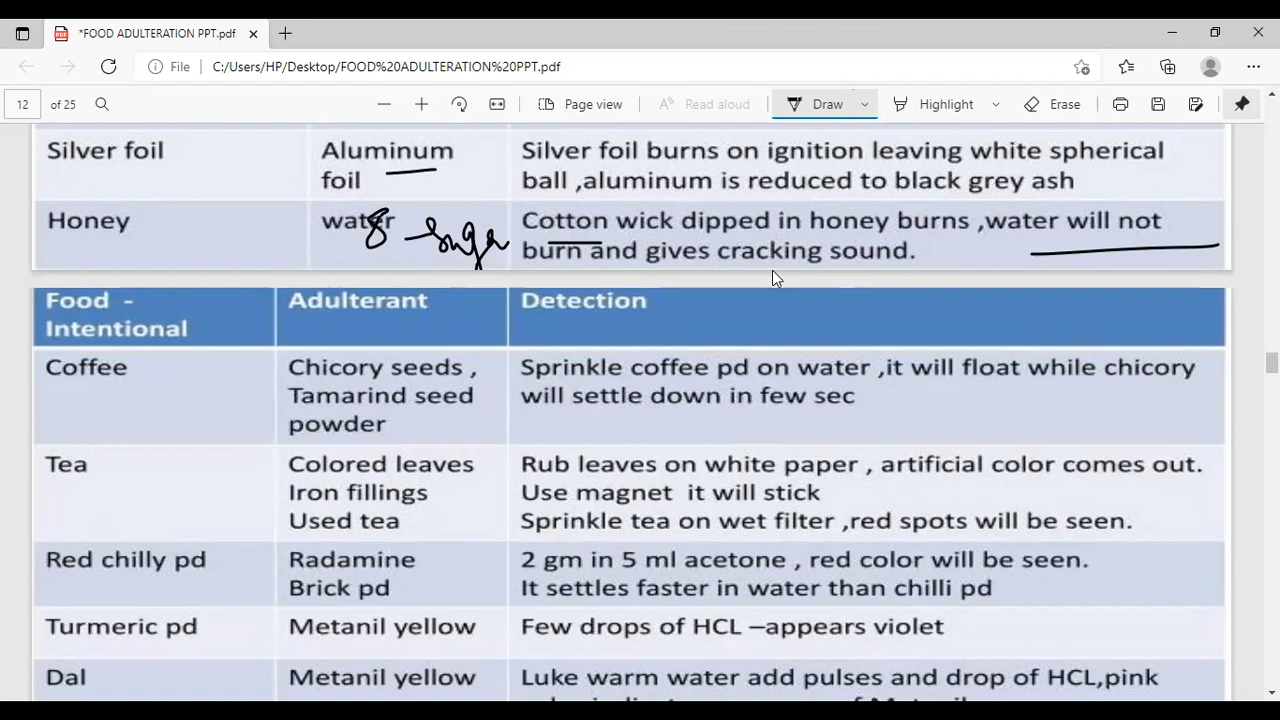 *FOOD ADULTERATION PPT.pdf
File C:/Users/HP/Desktop/FOOD%20ADULTERATION%20PPT.pdf
12 of 25 Page view Read aloud Draw Highlight Erase
Silver foil Aluminum Silver foil burns on ignition leaving white spherical
foil ball ,aluminum is reduced to black grey ash
Honey water Cotton wick dipped in honey burns ,water will not
8 - Sugar burn and gives cracking sound.
Food - Adulterant Detection
Intentional
Coffee Chicory seeds , Sprinkle coffee pd on water ,it will float while chicory
Tamarind seed will settle down in few sec
powder
Tea Colored leaves Rub leaves on white paper , artificial color comes out.
Iron fillings Use magnet it will stick
Used tea Sprinkle tea on wet filter ,red spots will be seen.
Red chilly pd Radamine 2 gm in 5 ml acetone , red color will be seen.
Brick pd It settles faster in water than chilli pd
Turmeric pd Metanil yellow Few drops of HCL –appears violet
Dal Metanil yellow Luke warm water add pulses and drop of HCL,pink